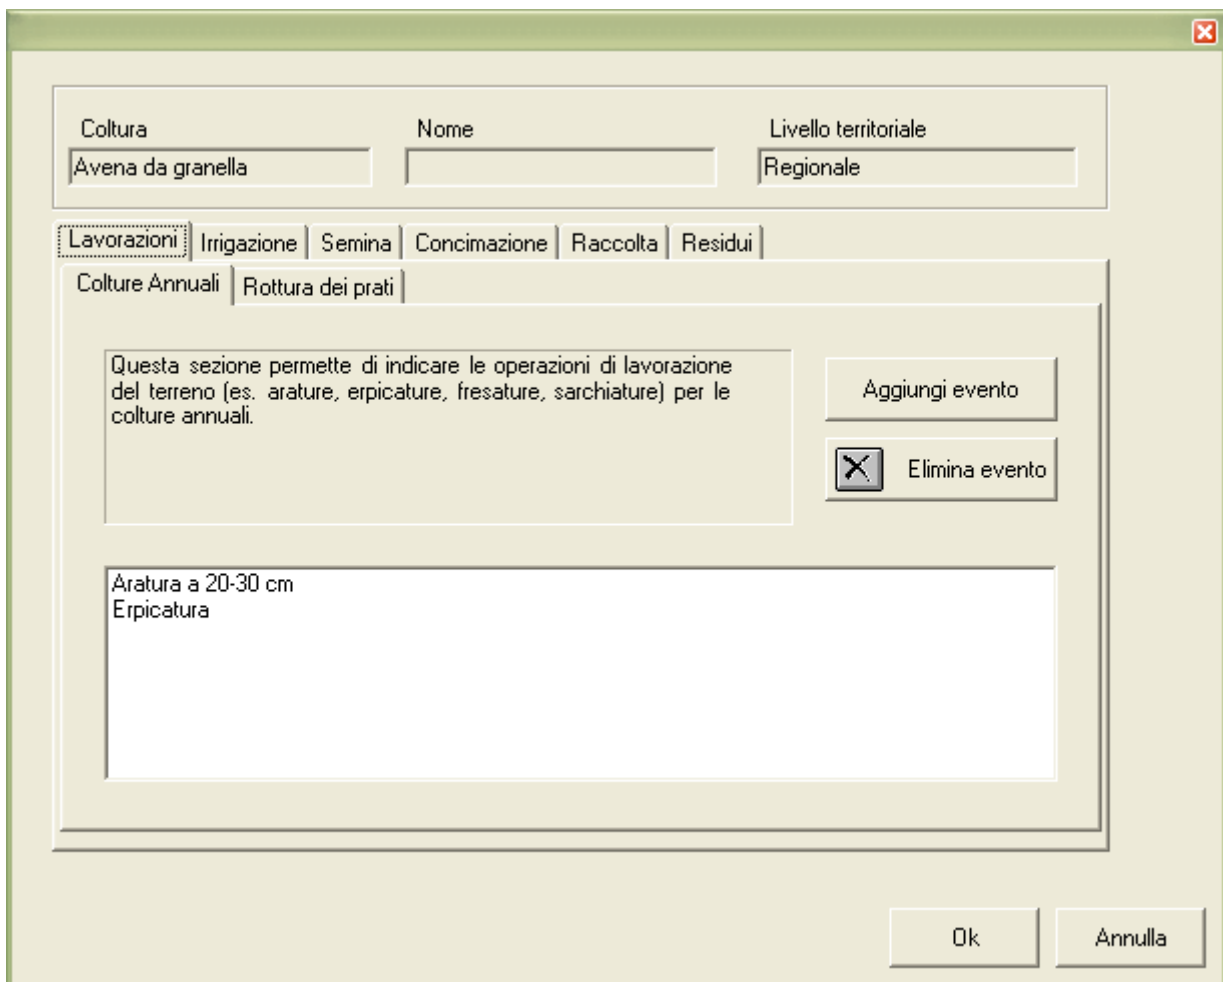 Coltura Nome Livello territoriale
Avena da granella Regionale
Lavorazioni Irrigazione Semina Concimazione Raccolta Residui
Colture Annuali Rottura dei prati
Questa sezione permette di indicare le operazioni di lavorazione
del terreno (es. arature, erpicature, fresature, sarchiature) per le
colture annuali.
Aggiungi evento
Elimina evento
Aratura a 20-30 cm
Erpicatura
Ok Annulla